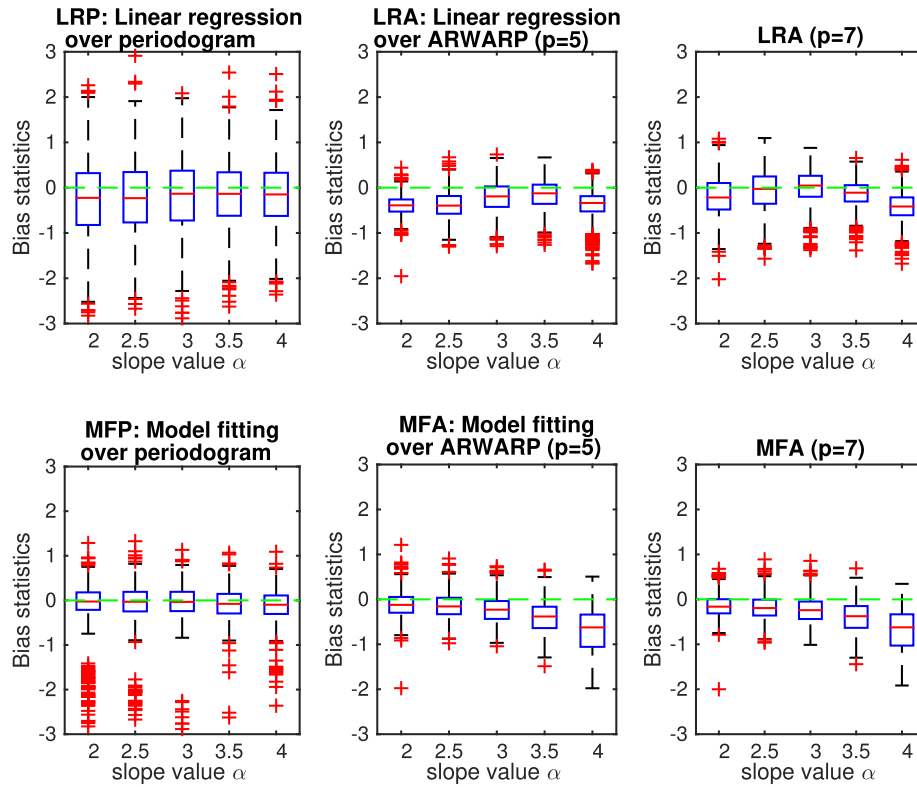 LRP: Linear regression
over periodogram
3
2
1
0
-1
-2
-3
Bias statistics
2 2.5 3 3.5 4
slope value α
LRA: Linear regression
over ARWARP (p=5)
3
2
1
0
-1
-2
-3
Bias statistics
2 2.5 3 3.5 4
slope value α
LRA (p=7)
3
2
1
0
-1
-2
-3
Bias statistics
2 2.5 3 3.5 4
slope value α
MFP: Model fitting
over periodogram
3
2
1
0
-1
-2
-3
Bias statistics
2 2.5 3 3.5 4
slope value α
MFA: Model fitting
over ARWARP (p=5)
3
2
1
0
-1
-2
-3
Bias statistics
2 2.5 3 3.5 4
slope value α
MFA (p=7)
3
2
1
0
-1
-2
-3
Bias statistics
2 2.5 3 3.5 4
slope value α